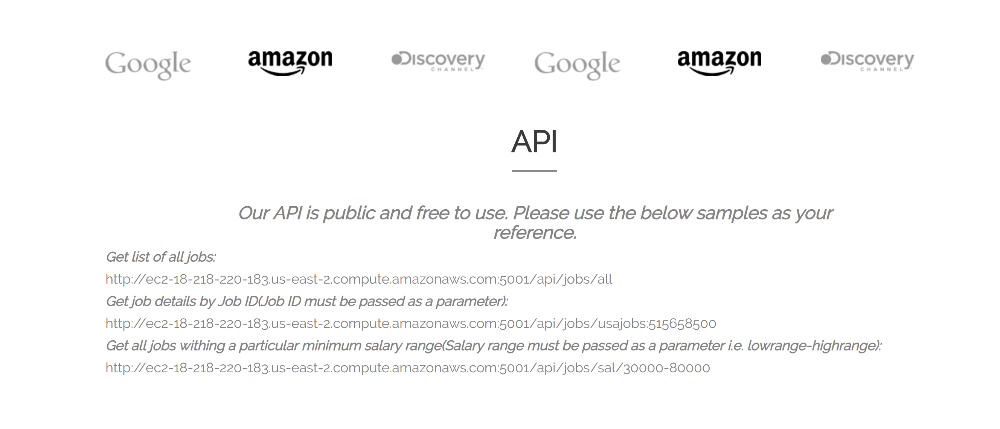 Google amazon Discovery Google amazon Discovery
CHANNEL CHANNEL
API
Our API is public and free to use. Please use the below samples as your
reference.
Get list of all jobs:
http://ec2-18-218-220-183.us-east-2.compute.amazonaws.com:5001/api/jobs/all
Get job details by Job ID(Job ID must be passed as a parameter):
http://ec2-18-218-220-183.us-east-2.compute.amazonaws.com:5001/api/jobs/usajobs:515658500
Get all jobs withing a particular minimum salary range(Salary range must be passed as a parameter i.e. lowrange-highrange):
http://ec2-18-218-220-183.us-east-2.compute.amazonaws.com:5001/api/jobs/sal/30000-80000